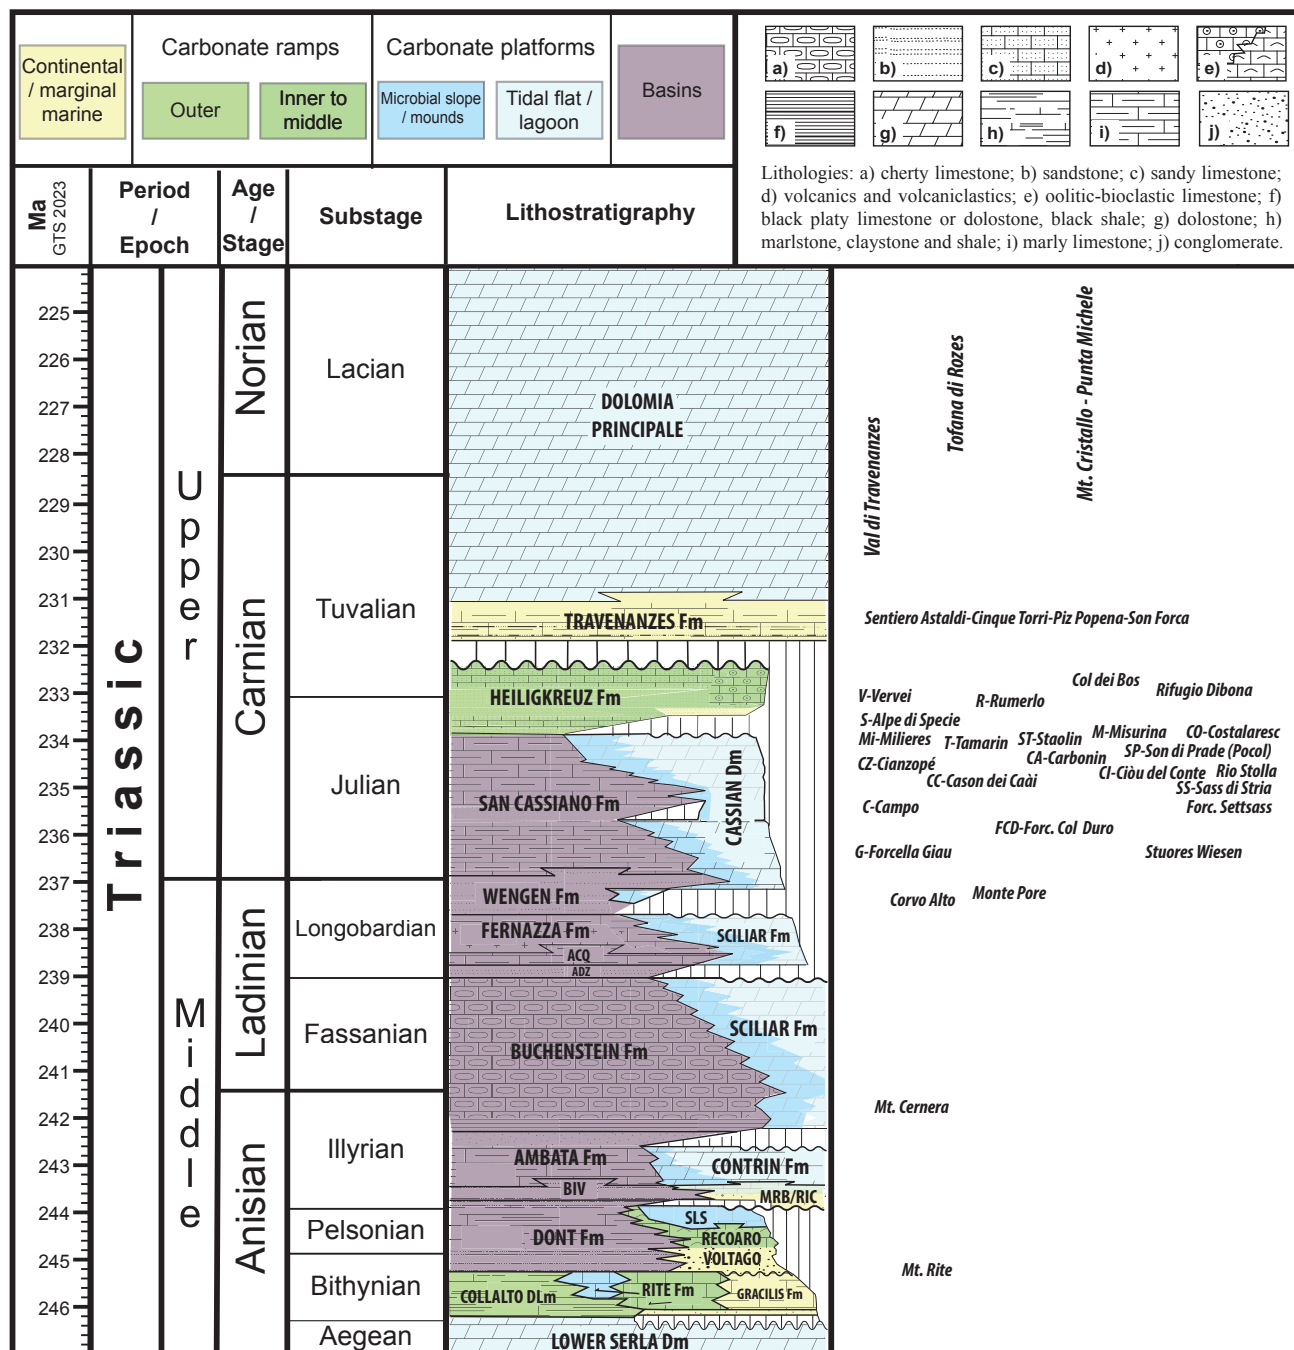 Continental
/ marginal
marine
Carbonate ramps
Outer
Inner to
middle
Carbonate platforms
Microbial slope
/ mounds
Tidal flat /
lagoon
Basins
a)
b)
c)
d)
e)
f)
g)
h)
i)
j)
Lithologies: a) cherty limestone; b) sandstone; c) sandy limestone;
d) volcanics and volcaniclastics; e) oolitic-bioclastic limestone; f)
black platy limestone or dolostone, black shale; g) dolostone; h)
marlstone, claystone and shale; i) marly limestone; j) conglomerate.
Ma
GTS 2023
Period
/
Epoch
Age
/
Stage
Substage
Lithostratigraphy
225
226
227
228
229
230
231
232
233
234
235
236
237
238
239
240
241
242
243
244
245
246
Triassic
Upper
Middle
Norian
Carnian
Ladinian
Anisian
Lacian
Tuvalian
Julian
Longobardian
Fassanian
Illyrian
Pelsonian
Bithynian
Aegean
DOLOMIA
PRINCIPALE
TRAVENANZES Fm
HEILIGKREUZ Fm
SAN CASSIANO Fm
CASSIAN Dm
WENGEN Fm
FERNAZZA Fm
SCILIAR Fm
ACQ
ADZ
SCILIAR Fm
BUCHENSTEIN Fm
AMBATA Fm
CONTRIN Fm
BIV
MRB/RIC
SLS
DONT Fm
RECOARO
VOLTAGO
COLLALTO DLm
RITE Fm
GRACILIS Fm
LOWER SERLA Dm
Val di Travenanzes
Tofana di Rozes
Mt. Cristallo - Punta Michele
Sentiero Astaldi-Cinque Torri-Piz Popena-Son Forca
Col dei Bos
Rifugio Dibona
V-Vervei
R-Rumerlo
S-Alpe di Specie
Mi-Milieres
T-Tamarin
ST-Staolin
M-Misurina
CO-Costalaresc
SP-Son di Prade (Pocol)
CZ-Cianzopé
CA-Carbonin
CC-Cason dei Caài
CI-Ciòu del Conte
Rio Stolla
SS-Sass di Stria
C-Campo
Forc. Settsass
FCD-Forc. Col Duro
G-Forcella Giau
Stuores Wiesen
Corvo Alto
Monte Pore
Mt. Cernera
Mt. Rite